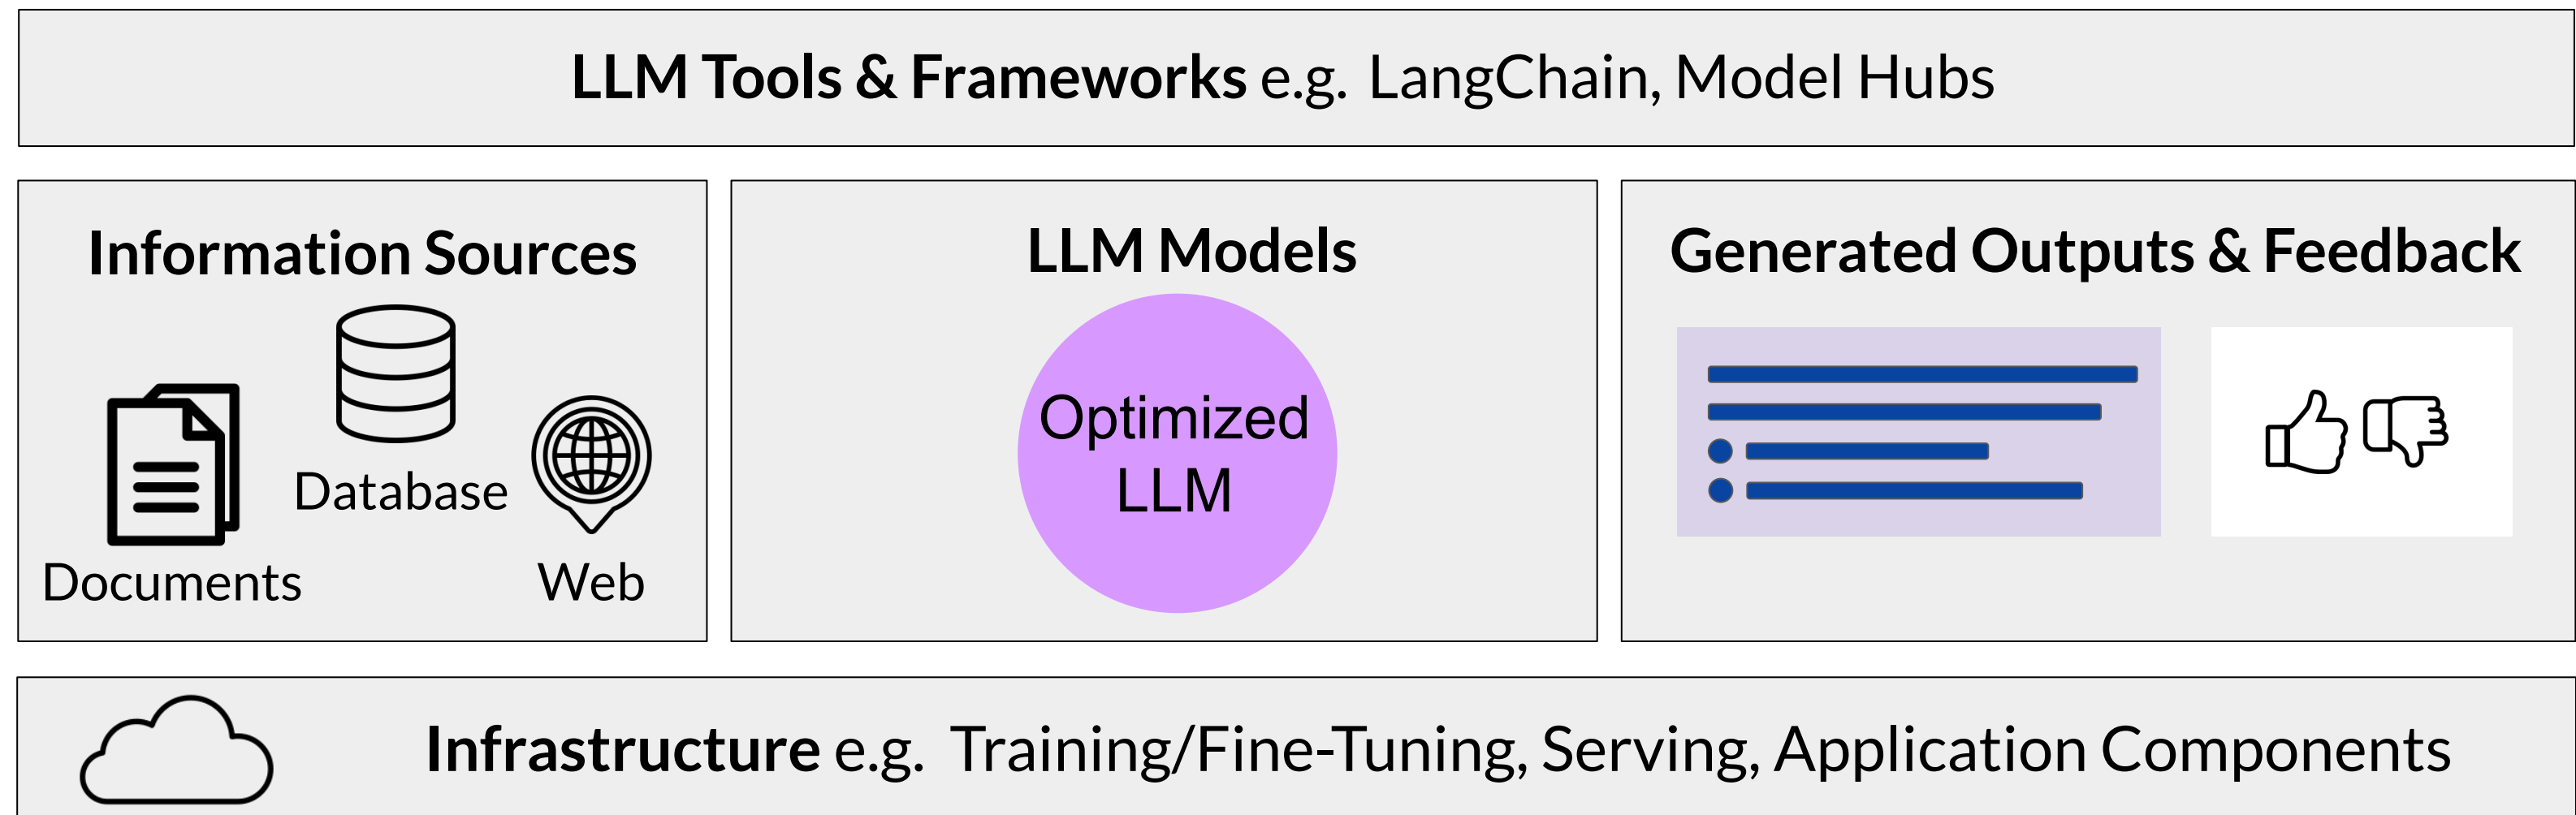 LLM Tools & Frameworks e.g. LangChain, Model Hubs
Information Sources
Documents
Database
Web
LLM Models
Optimized
LLM
Generated Outputs & Feedback
Infrastructure e.g. Training/Fine-Tuning, Serving, Application Components